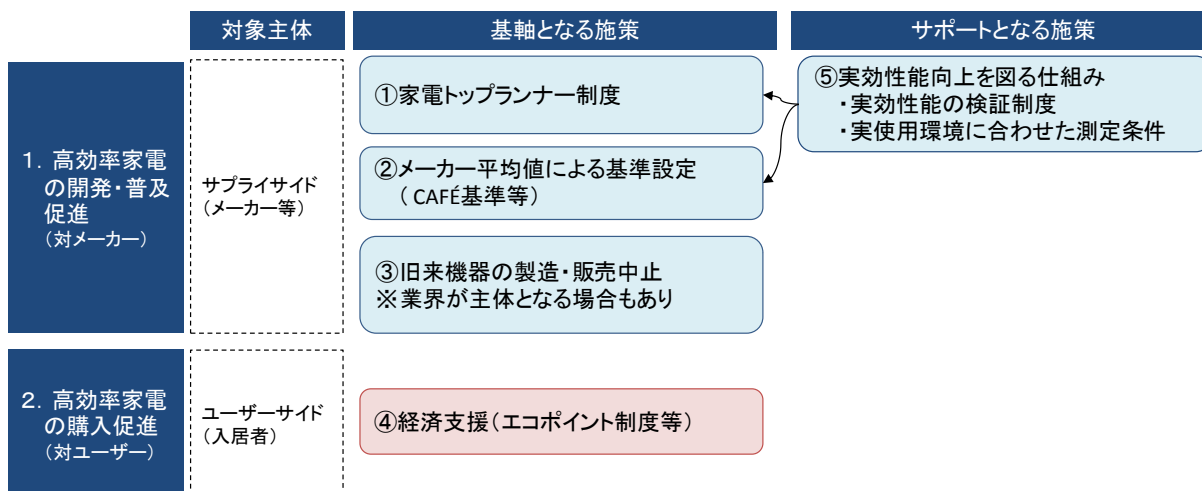 対象主体
基軸となる施策
サポートとなる施策
1. 高効率家電
の開発・普及
促進
(対メーカー)
サプライサイド
(メーカー等)
①家電トップランナー制度
②メーカー平均値による基準設定
( CAFÉ基準等)
③旧来機器の製造・販売中止
※業界が主体となる場合もあり
⑤実効性能向上を図る仕組み
・実効性能の検証制度
・実使用環境に合わせた測定条件
2. 高効率家電
の購入促進
(対ユーザー)
ユーザーサイド
(入居者)
④経済支援(エコポイント制度等)